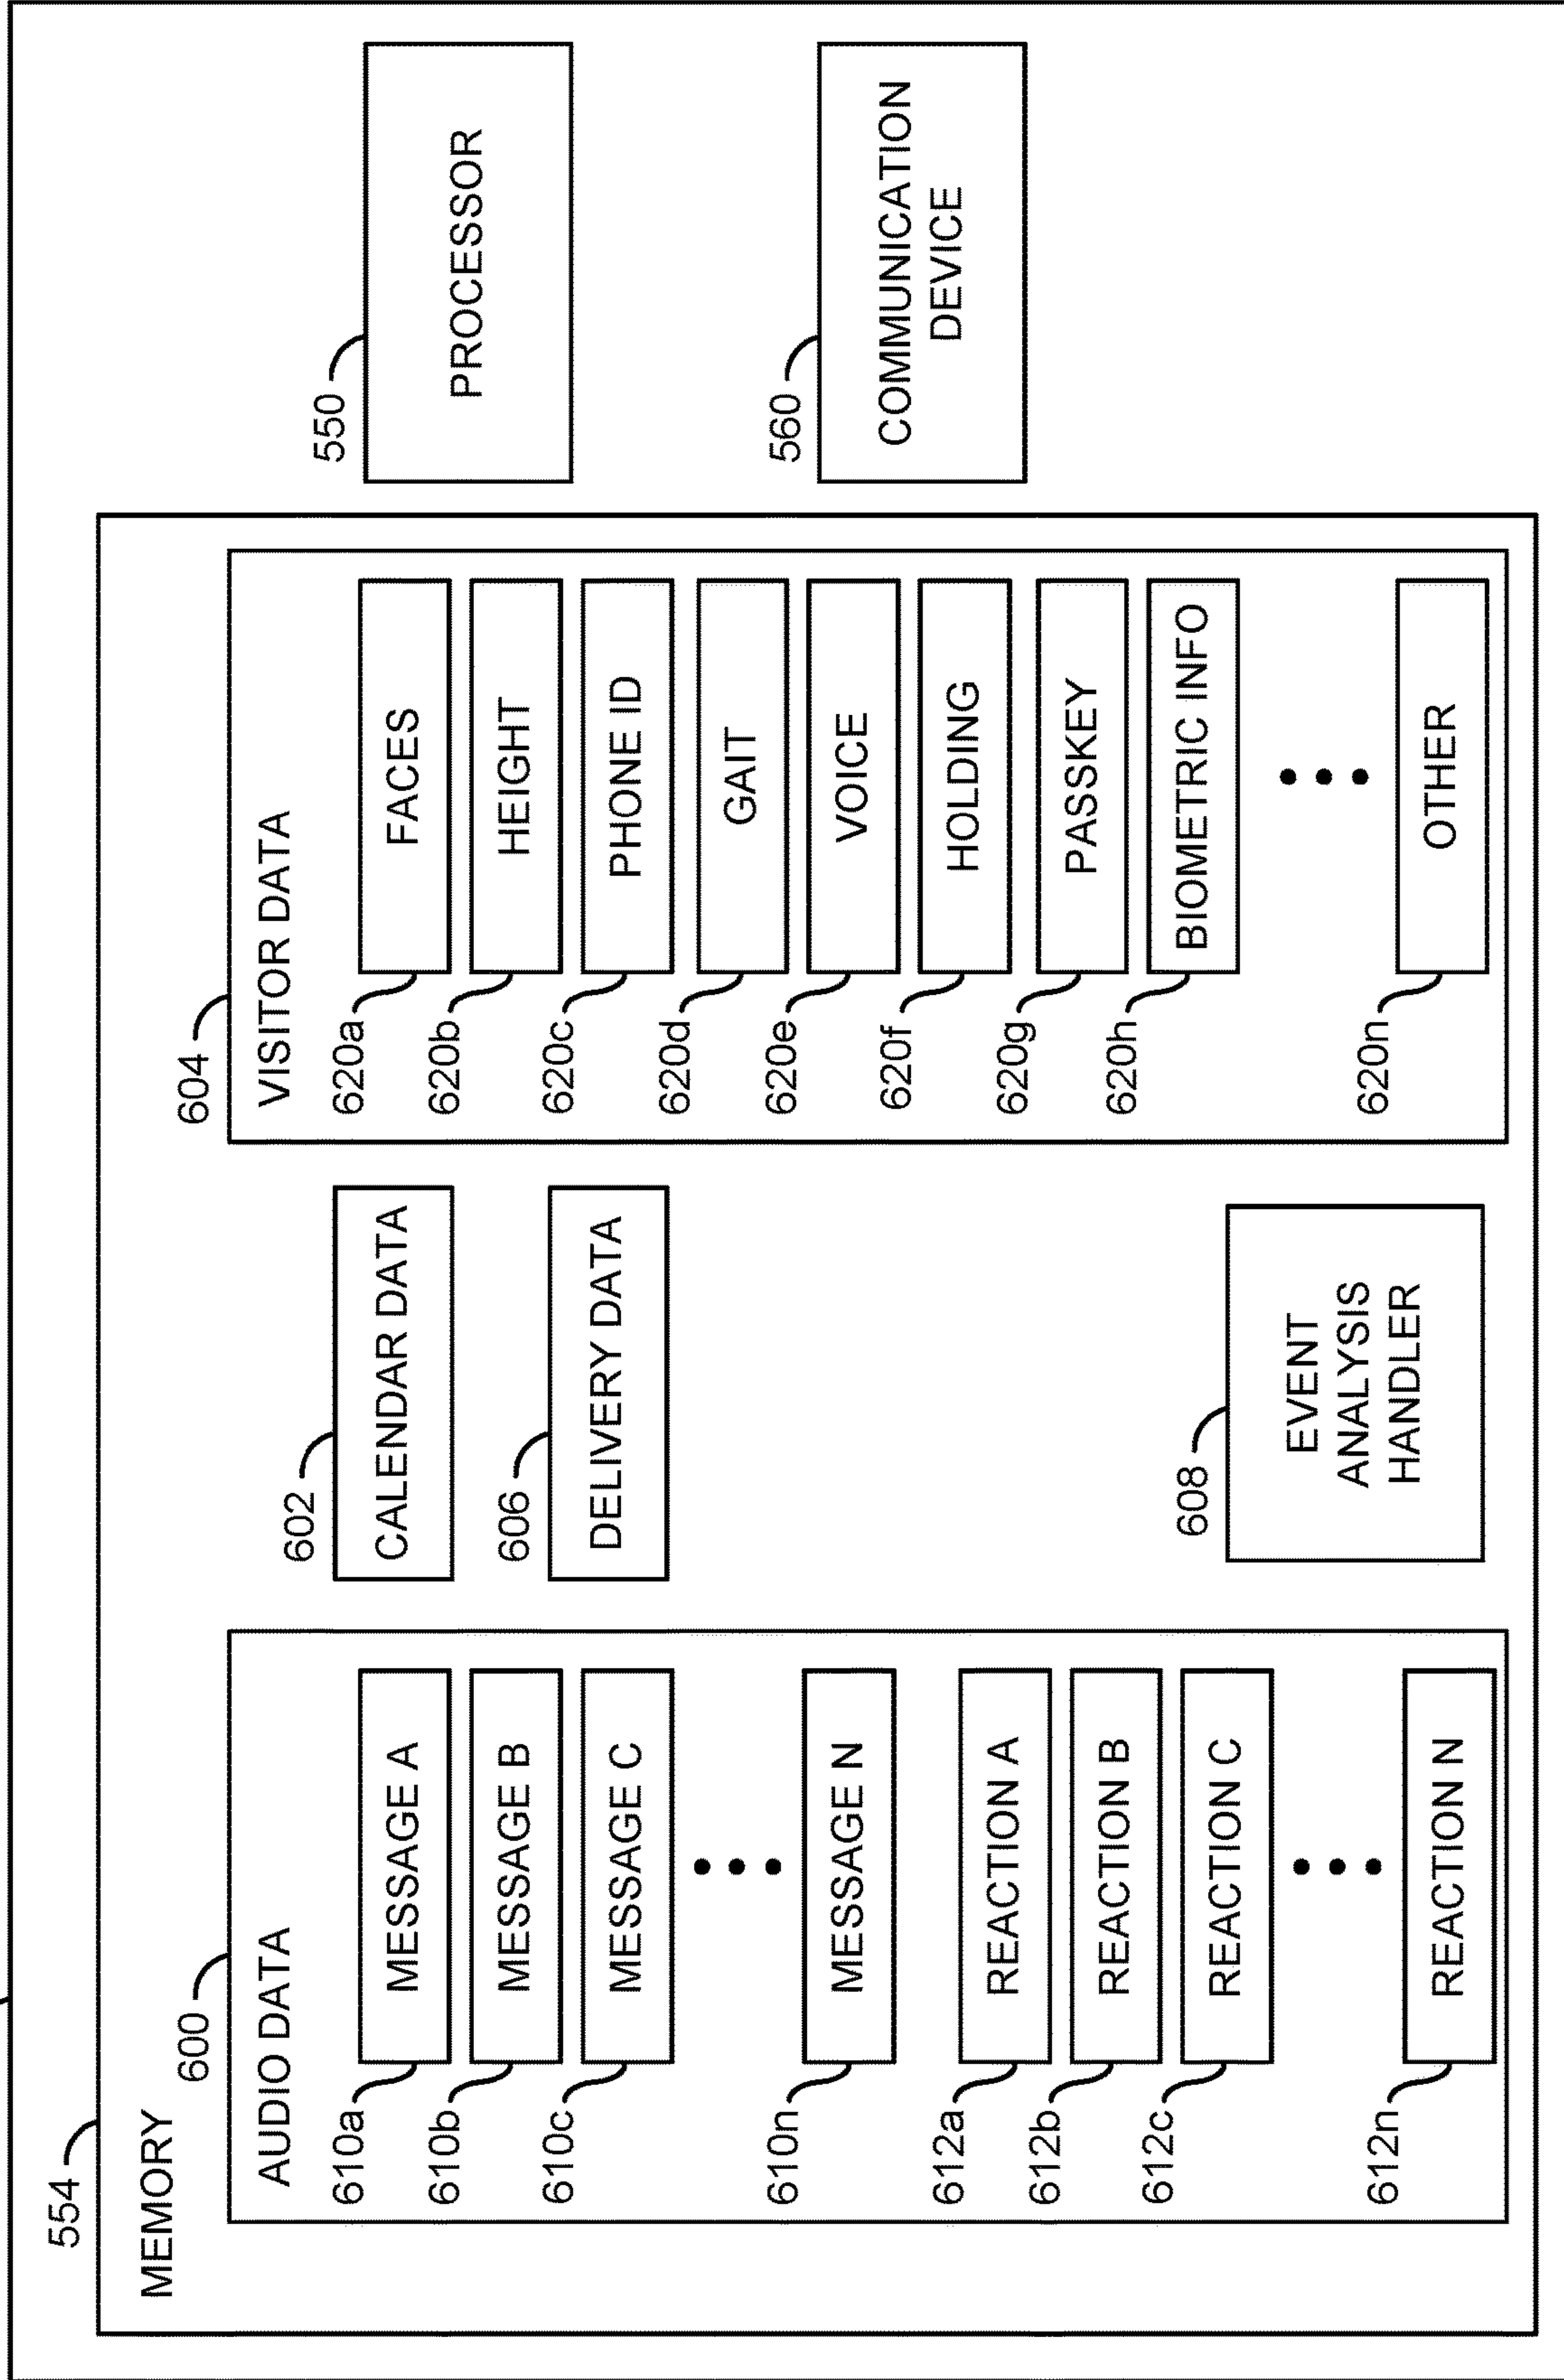 554
MEMORY
600
AUDIO DATA
610a
MESSAGE A
610b
MESSAGE B
610c
MESSAGE C
610n
MESSAGE N
612a
REACTION A
612b
REACTION B
612c
REACTION C
612n
REACTION N
602
CALENDAR DATA
606
DELIVERY DATA
608
EVENT
ANALYSIS
HANDLER
604
VISITOR DATA
620a
FACES
620b
HEIGHT
620c
PHONE ID
620d
GAIT
620e
VOICE
620f
HOLDING
620g
PASSKEY
620h
BIOMETRIC INFO
620n
OTHER
550
PROCESSOR
560
COMMUNICATION
DEVICE